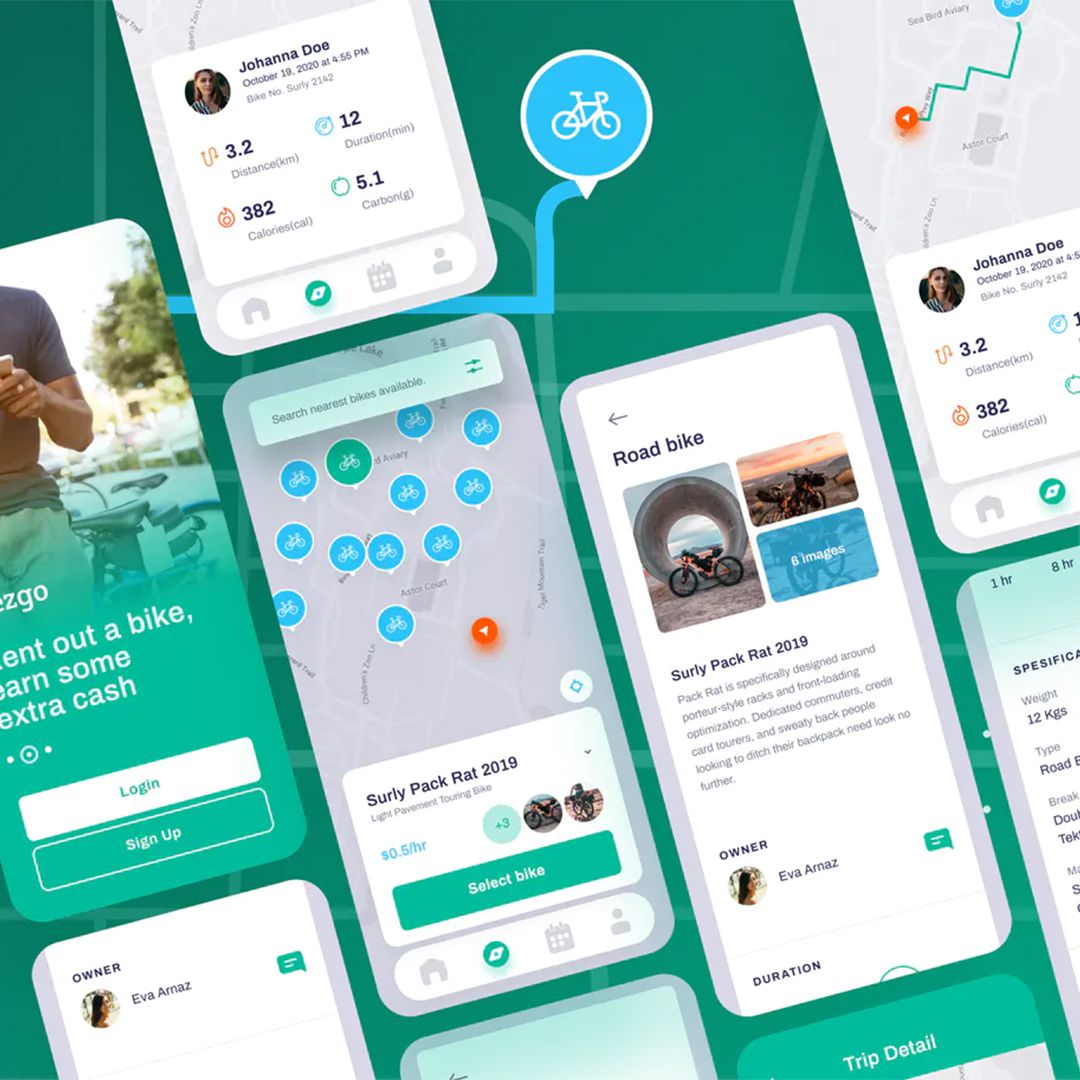 Johanna Doe
October 19, 2020 at 4:55 PM
Bike No. Surly 2142
3.2
Distance(km)
12
Duration(min)
382
Calories(cal)
5.1
Carbon(g)
Sea Bird Aviary
Astor Court
Children's Zoo Ln
Johanna Doe
October 19, 2020 at 4:5
Bike No. Surly 2142
3.2
Distance(km)
1
382
Calories(cal)
ezgo
ent out a bike,
earn some
extra cash
Login
Sign Up
Lake
Search nearest bikes available.
rd Aviary
Astor Court
Tiger Mountain Trail
Children's Zoo Ln
Surly Pack Rat 2019
Light Pavement Touring Bike
+3
$0.5/hr
Select bike
Road bike
6 images
Surly Pack Rat 2019
Pack Rat is specifically designed around
porteur-style racks and front-loading
optimization. Dedicated commuters, credit
card tourers, and sweaty back people
looking to ditch their backpack need look no
further.
OWNER
Eva Arnaz
DURATION
1 hr
8 hr
SPESIFICA
Weight
12 Kgs
Type
Road B
Break
Doub
Tekt
Ma
S
OWNER
Eva Arnaz
Trip Detail